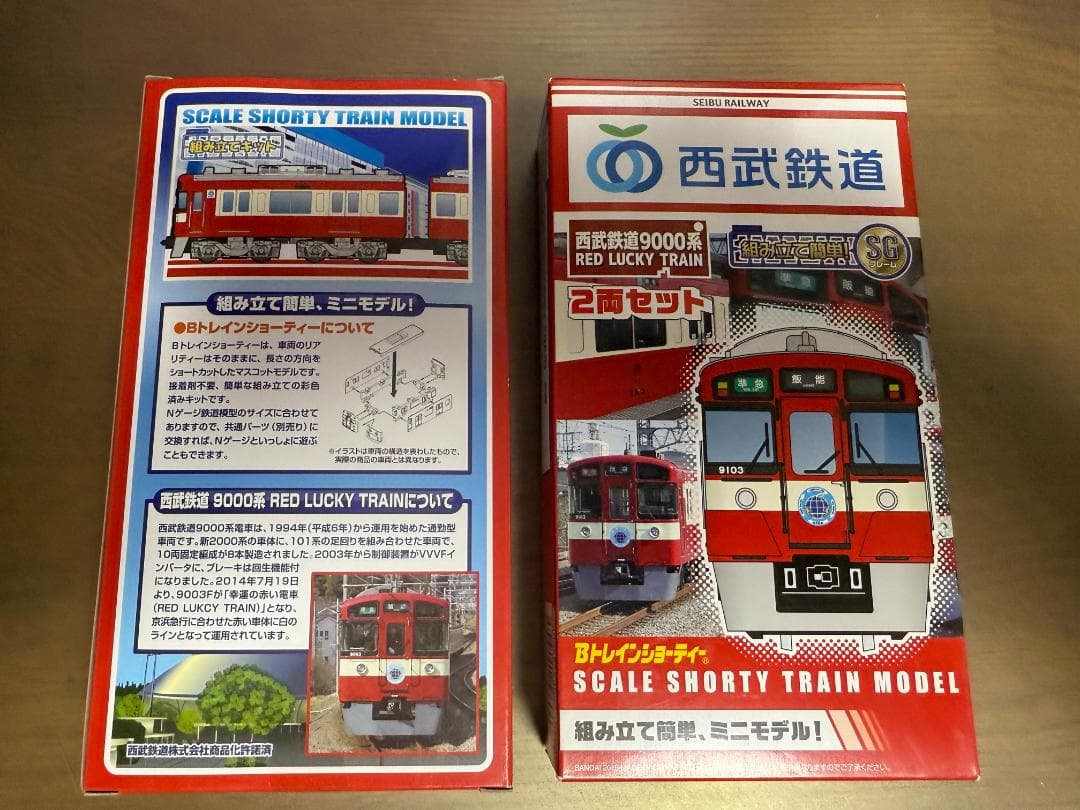 SCALE SHORTY TRAIN MODEL
組み立てキット
組み立て簡単、ミニモデル!
●Bトレインショーティーについて
Bトレインショーティーは、車両のリア
リティーはそのままに、長さの方向を
ショートカットしたマスコットモデルです。
接着剤不要、簡単な組み立ての彩色
済みキットです。
Nゲージ鉄道模型のサイズに合わせて
ありますので、共通パーツ(別売り)に
交換すれば、Nゲージといっしょに遊ぶ
こともできます。
※イラストは車両の構造を表わしたもので、
実際の商品の車両とは異なります。
西武鉄道 9000系 RED LUCKY TRAINについて
西武鉄道9000系電車は、1994年(平成6年)から運用を始めた通勤型
車両です。新2000系の車体に、101系の足回りを組み合わせた車両で、
10両固定編成が8本製造されました。2003年から制御装置がVVVFイ
ンバータに、ブレーキは回生機能付
になりました。2014年7月19日
より、9003Fが「幸運の赤い電車
(RED LUKCY TRAIN)」となり、
京浜急行に合わせた赤い車体に白の
ラインとなって運用されています。
9103
西武鉄道株式会社商品化許諾済
SEIBU RAILWAY
西武鉄道
西武鉄道9000系
RED LUCKY TRAIN
組み立て簡単!
SG
フレーム
2両セット
準急
飯能
準急
飯能
9103
9103
Bトレインショーティー®
SCALE SHORTY TRAIN MODEL
組み立て簡単、ミニモデル!
BANDAI 2015